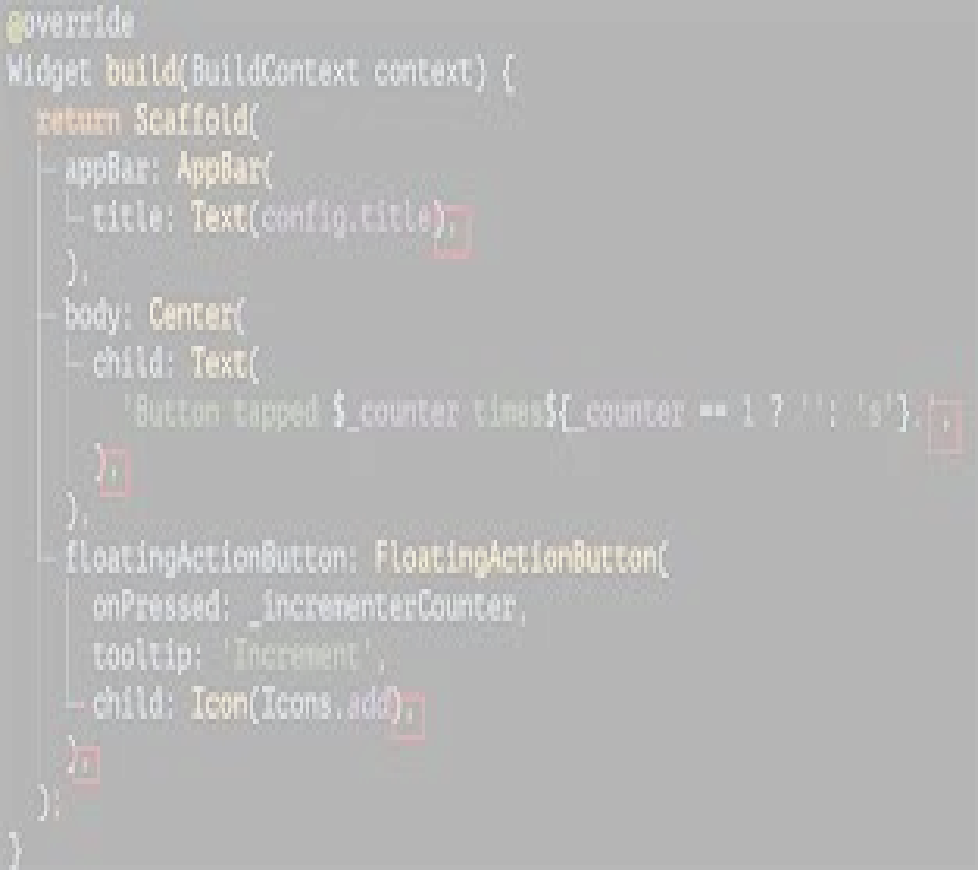 @override
Widget build(BuildContext context) {
return Scaffold(
appBar: AppBar(
title: Text(config.title),
),
body: Center(
child: Text(
'Button tapped $_counter times${_counter == 1 ? '': 's'}.',
),
),
floatingActionButton: FloatingActionButton(
onPressed: _incrementerCounter,
tooltip: 'Increment',
child: Icon(Icons.add),
),
);
}